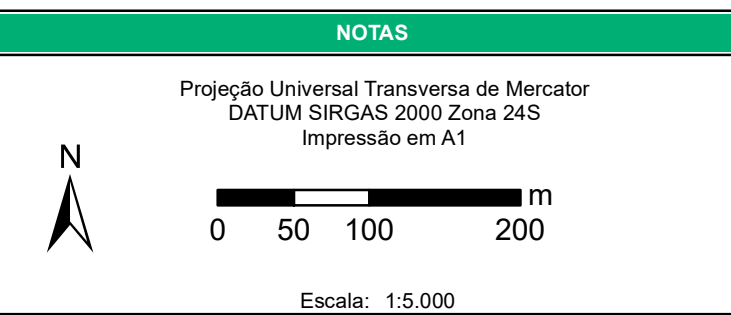 NOTAS
Projeção Universal Transversa de Mercator
DATUM SIRGAS 2000 Zona 24S
Impressão em A1
N
m
0 50 100 200
Escala: 1:5.000